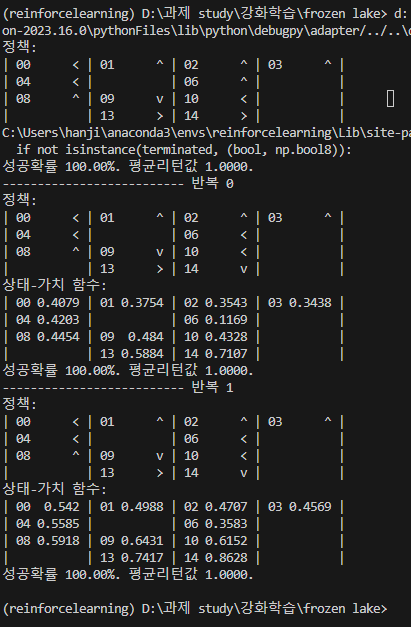 (reinforcelearning) D:\과제 study\강화학습\frozen lake> d:
on-2023.16.0\pythonFiles\lib\python\debugpy\adapter/../..\d
정책:
| 00 < | 01 ^ | 02 ^ | 03 ^ |
| 04 < | | 06 ^ | |
| 08 ^ | 09 v | 10 < | |
| | 13 > | 14 > | |
C:\Users\hanji\anaconda3\envs\reinforcelearning\Lib\site-pa
if not isinstance(terminated, (bool, np.bool8)):
성공확률 100.00%. 평균리턴값 1.0000.
-------------------------- 반복 0
정책:
| 00 < | 01 ^ | 02 ^ | 03 ^ |
| 04 < | | 06 < | |
| 08 ^ | 09 v | 10 < | |
| | 13 > | 14 v | |
상태-가치 함수:
| 00 0.4079 | 01 0.3754 | 02 0.3543 | 03 0.3438 |
| 04 0.4203 | | 06 0.1169 | |
| 08 0.4454 | 09 0.484 | 10 0.4328 | |
| | 13 0.5884 | 14 0.7107 | |
성공확률 100.00%. 평균리턴값 1.0000.
-------------------------- 반복 1
정책:
| 00 < | 01 ^ | 02 ^ | 03 ^ |
| 04 < | | 06 < | |
| 08 ^ | 09 v | 10 < | |
| | 13 > | 14 v | |
상태-가치 함수:
| 00 0.542 | 01 0.4988 | 02 0.4707 | 03 0.4569 |
| 04 0.5585 | | 06 0.3583 | |
| 08 0.5918 | 09 0.6431 | 10 0.6152 | |
| | 13 0.7417 | 14 0.8628 | |
성공확률 100.00%. 평균리턴값 1.0000.
(reinforcelearning) D:\과제 study\강화학습\frozen lake>